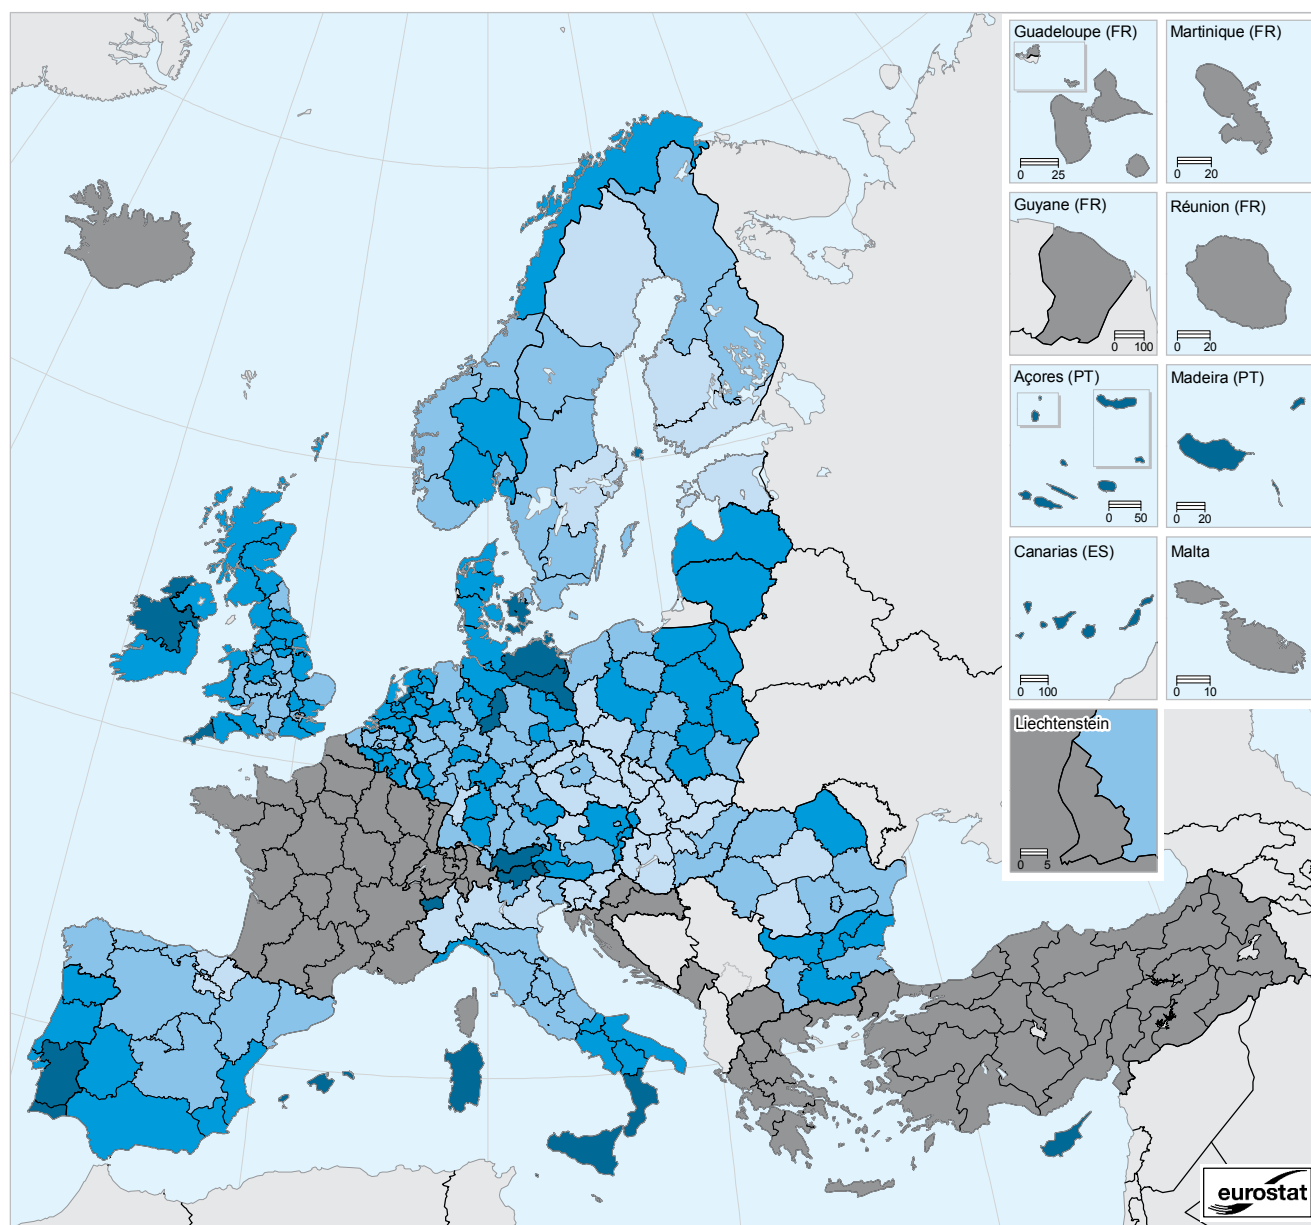 Guadeloupe (FR)
0 25
Martinique (FR)
0 20
Guyane (FR)
0 100
Réunion (FR)
0 20
Açores (PT)
0 50
Madeira (PT)
0 20
Canarias (ES)
0 100
Malta
0 10
Liechtenstein
0 5
eurostat